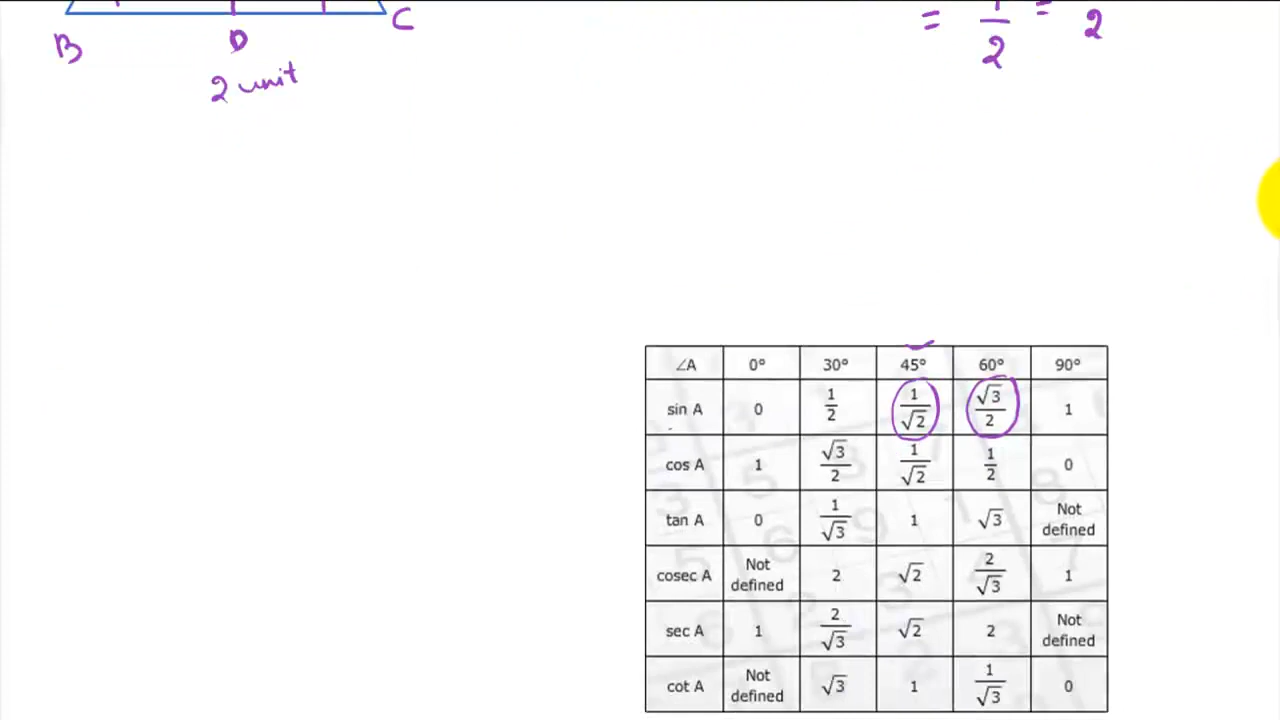 B D C
2 unit
= 1/2 = 2
∠A 0° 30° 45° 60° 90°
sin A 0 1/2 1/√2 √3/2 1
cos A 1 √3/2 1/√2 1/2 0
tan A 0 1/√3 1 √3 Not defined
cosec A Not defined 2 √2 2/√3 1
sec A 1 2/√3 √2 2 Not defined
cot A Not defined √3 1 1/√3 0